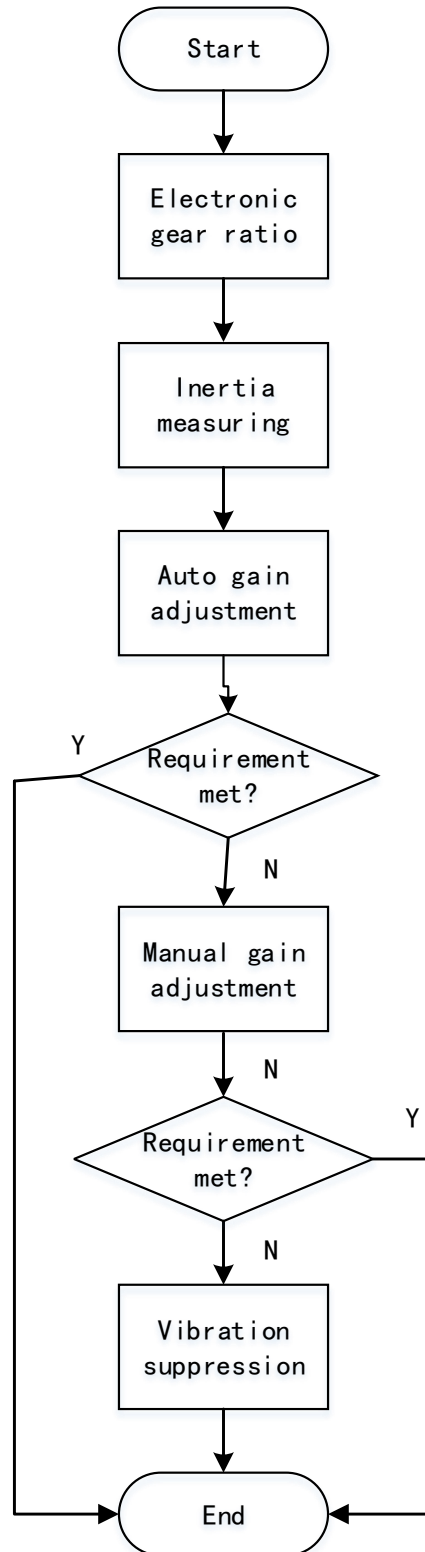 Start
Electronic
gear ratio
Inertia
measuring
Auto gain
adjustment
Y
Requirement
met?
N
Manual gain
adjustment
N
Y
Requirement
met?
N
Vibration
suppression
End